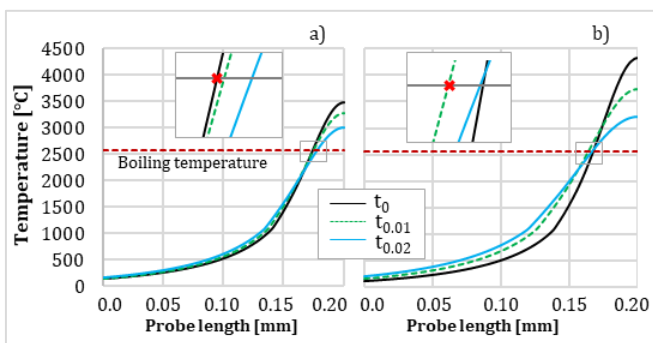 a)
b)
4500
4000
3500
3000
2500
2000
1500
1000
500
0
Temperature [°C]
Boiling temperature
t0
t0.01
t0.02
0.0 0.05 0.10 0.15 0.20
0.0 0.05 0.10 0.15 0.20
Probe length [mm]
Probe length [mm]